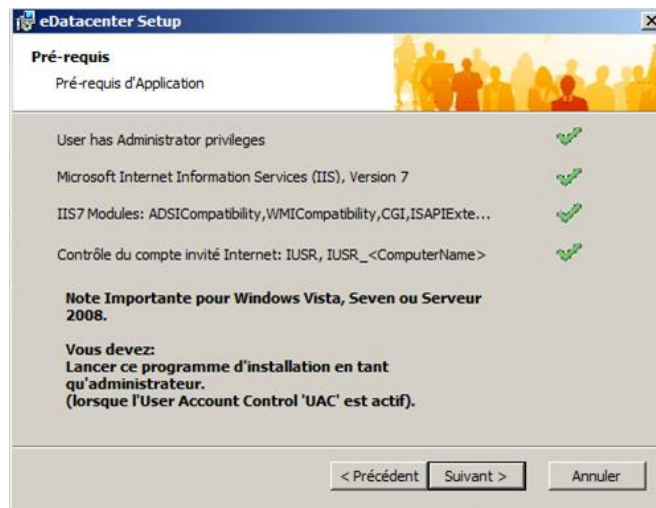 eDatacenter Setup
Pré-requis
Pré-requis d'Application
User has Administrator privileges
Microsoft Internet Information Services (IIS), Version 7
IIS7 Modules: ADSICompatibility,WMICompatibility,CGI,ISAPIExte...
Contrôle du compte invité Internet: IUSR, IUSR_<ComputerName>
Note Importante pour Windows Vista, Seven ou Serveur
2008.
Vous devez:
Lancer ce programme d'installation en tant
qu'administrateur.
(lorsque l'User Account Control 'UAC' est actif).
< Précédent
Suivant >
Annuler